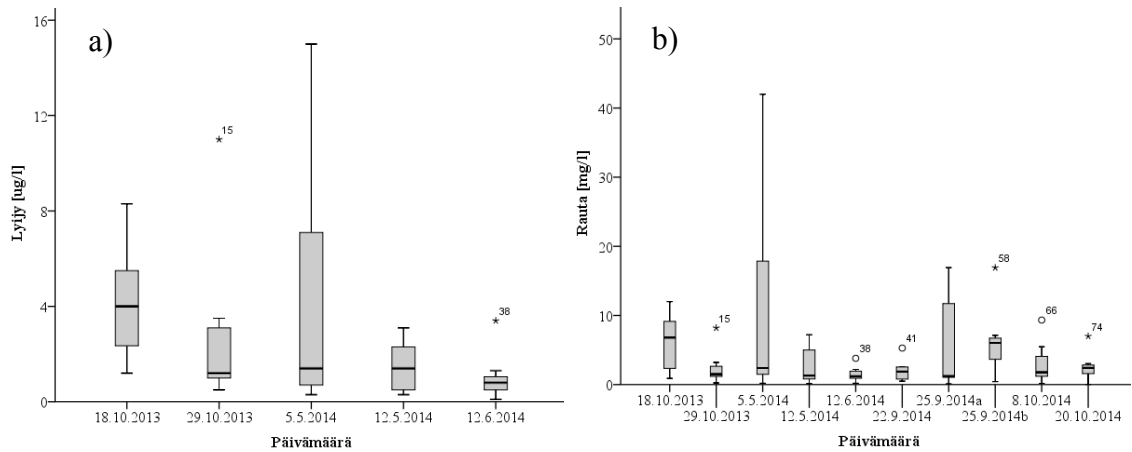 a)
Lyijy [ug/l]
16
12
8
4
0
15
38
18.10.2013 29.10.2013 5.5.2014 12.5.2014 12.6.2014
Päivämäärä
b)
Rauta [mg/l]
50
40
30
20
10
0
15
38
41
58
66
74
18.10.2013 5.5.2014 12.6.2014 25.9.2014a 8.10.2014
29.10.2013 12.5.2014 22.9.2014 25.9.2014b 20.10.2014
Päivämäärä